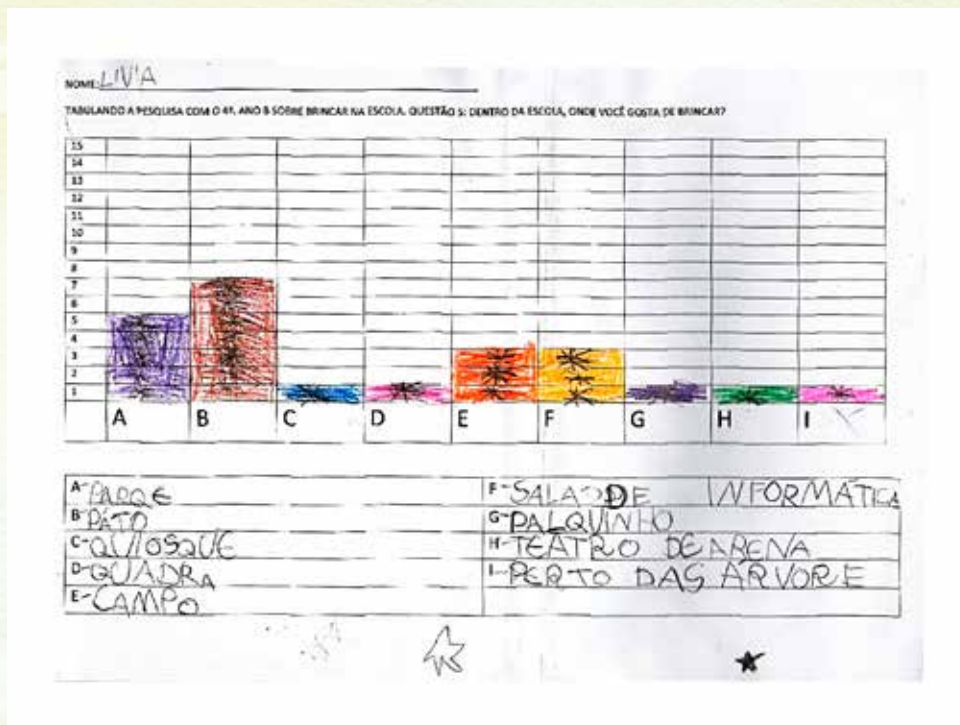 NOME: LIVIA
TABULANDO A PESQUISA COM O 4º. ANO B SOBRE BRINCAR NA ESCOLA. QUESTÃO 5: DENTRO DA ESCOLA, ONDE VOCÊ GOSTA DE BRINCAR?
15
14
13
12
11
10
9
8
7
6
5
4
3
2
1
A B C D E F G H I
A-PARQE
B-PÁTO
C-QUIOSQUE
D-QUADRA
E-CAMPO
F-SALA DE INFORMÁTICA
G-PALQUINHO
H-TEATRO DE ARENA
I-PERTO DAS ÁRVORE